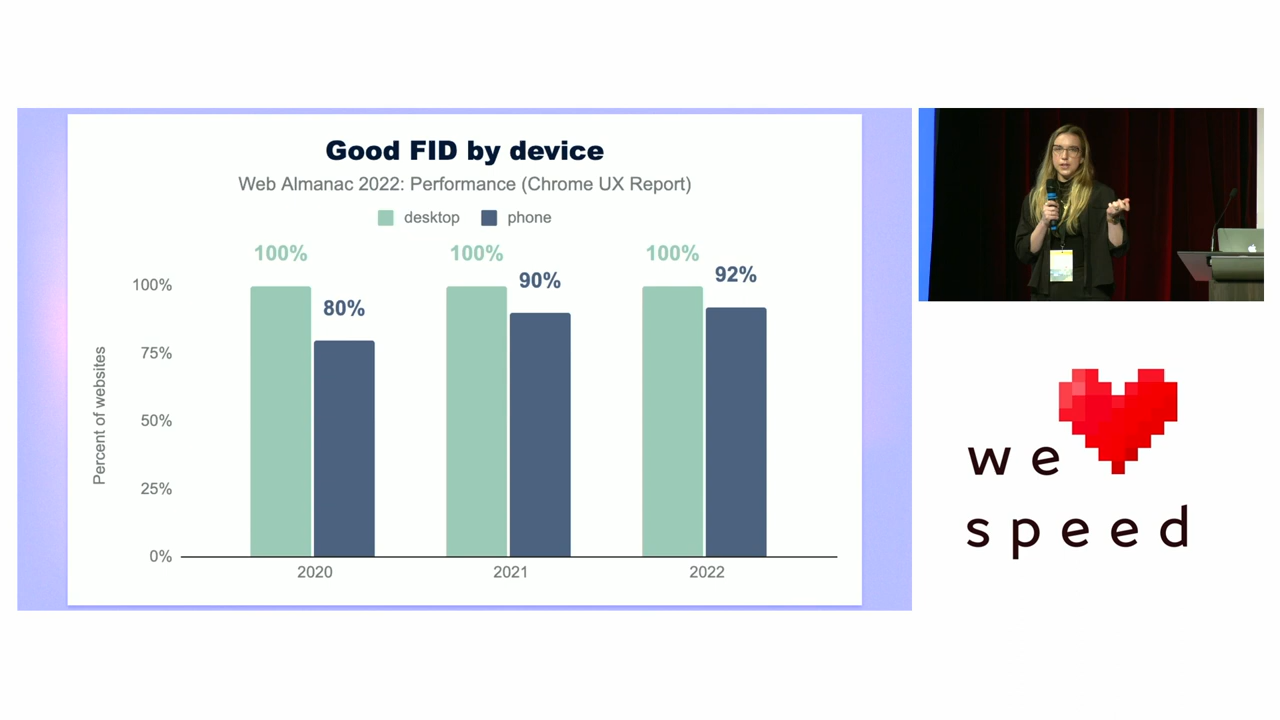 Good FID by device
Web Almanac 2022: Performance (Chrome UX Report)
desktop phone
100% 80% 100% 90% 100% 92%
100%
75%
50%
25%
0%
Percent of websites
2020 2021 2022
we
speed